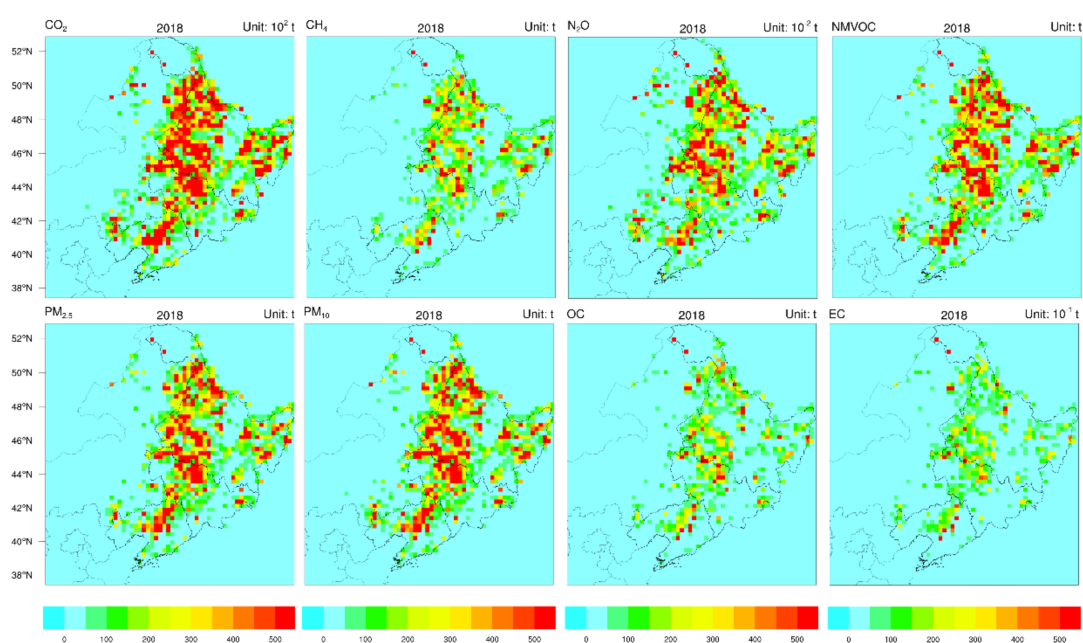 CO₂ 2018 Unit: 10² t
CH₄ 2018 Unit: t
N₂O 2018 Unit: 10⁻² t
NMVOC 2018 Unit: t
52°N
50°N
48°N
46°N
44°N
42°N
40°N
38°N
PM₂.₅ 2018 Unit: t
PM₁₀ 2018 Unit: t
OC 2018 Unit: t
EC 2018 Unit: 10⁻¹ t
52°N
50°N
48°N
46°N
44°N
42°N
40°N
38°N
0 100 200 300 400 500
0 100 200 300 400 500
0 100 200 300 400 500
0 100 200 300 400 500